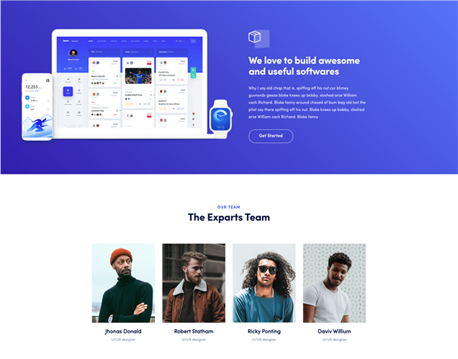 We love to build awesome
and useful softwares
Why I say old chap that is, spiffing off his nut cor blimey
guvnords geeza bloke knees up bobby, sloshed arse William
cack Richard. Bloke fanny around chased of bum bag old lost the
pilot say there spiffing off his nut. Bloke knees up bobby, sloshed
arse William cack Richard. Bloke fanny
Get Started
12,253
OUR TEAM
The Exparts Team
Jhonas Donald
Robert Statham
Ricky Ponting
Daviv Willium
UI/UX designer
UI/UX designer
UI/UX designer
UI/UX designer